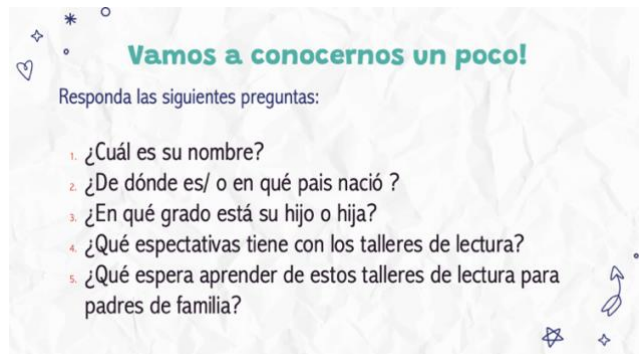 Vamos a conocernos un poco!
Responda las siguientes preguntas:
1. ¿Cuál es su nombre?
2. ¿De dónde es/ o en qué pais nació ?
3. ¿En qué grado está su hijo o hija?
4. ¿Qué espectativas tiene con los talleres de lectura?
5. ¿Qué espera aprender de estos talleres de lectura para
padres de familia?